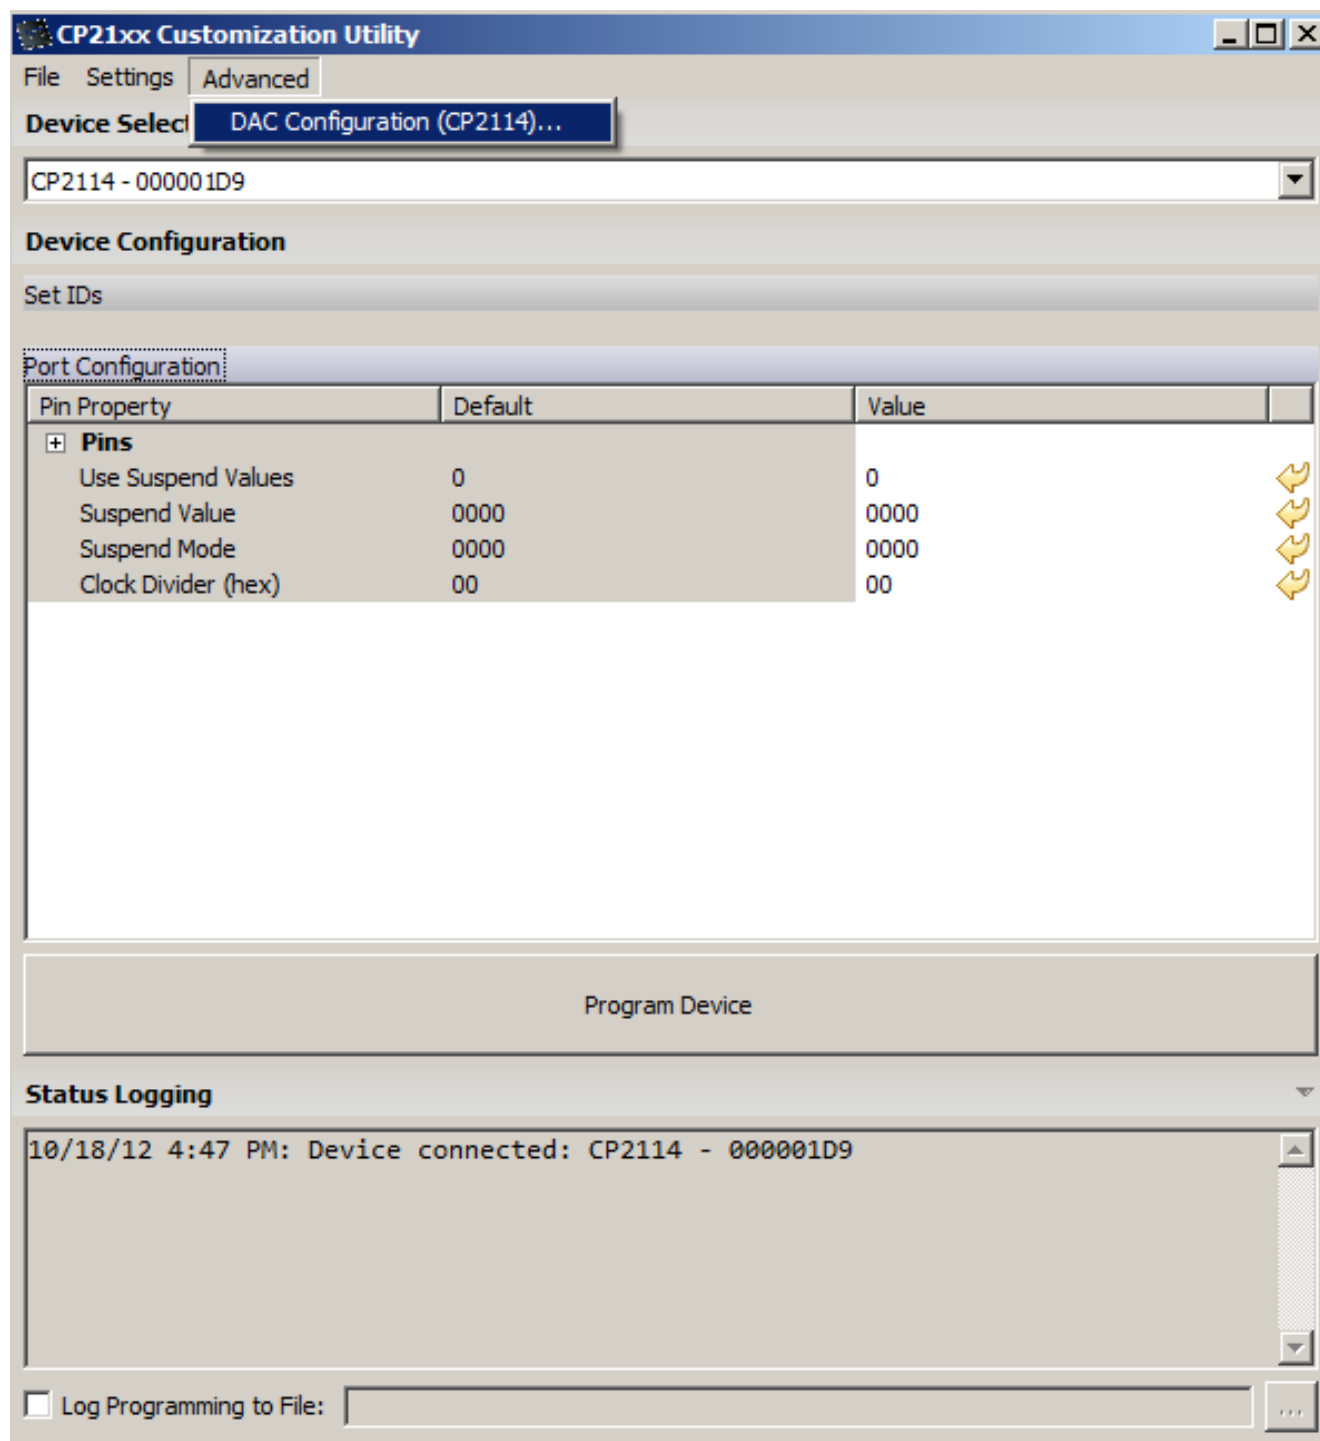 CP21xx Customization Utility
File Settings Advanced
DAC Configuration (CP2114)...
Device Select
CP2114 - 000001D9
Device Configuration
Set IDs
Port Configuration
Pin Property Default Value
Pins
Use Suspend Values 0 0
Suspend Value 0000 0000
Suspend Mode 0000 0000
Clock Divider (hex) 00 00
Program Device
Status Logging
10/18/12 4:47 PM: Device connected: CP2114 - 000001D9
Log Programming to File:
...